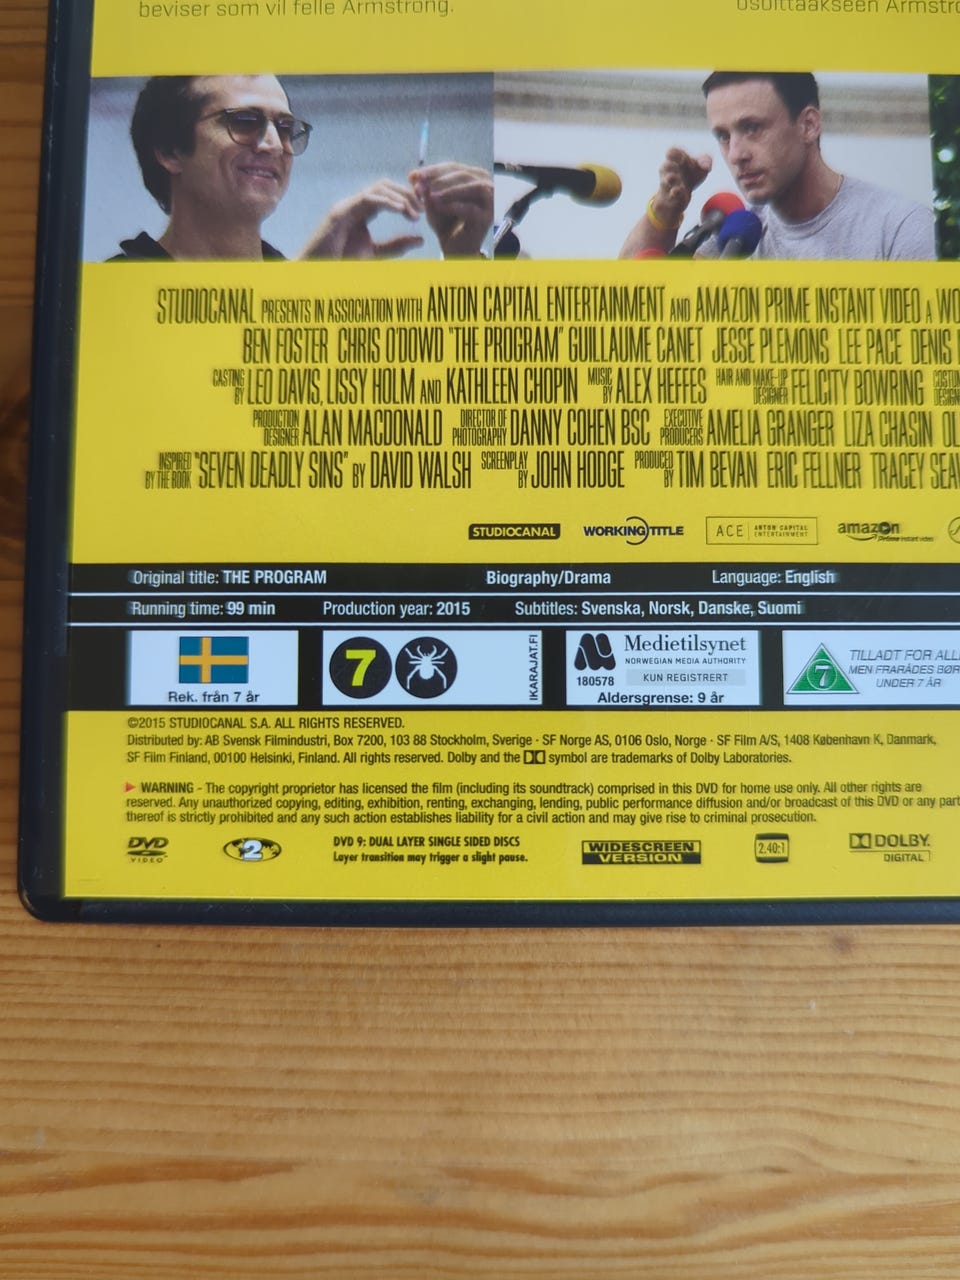 beviser som vil felle Armstrong.
osoittaakseen
STUDIOCANAL PRESENTS IN ASSOCIATION WITH ANTON CAPITAL ENTERTAINMENT AND AMAZON PRIME INSTANT VIDEO A
BEN FOSTER CHRIS O'DOWD "THE PROGRAM" GUILLAUME CANET JESSE PLEMONS LEE PACE DENIS
CASTING BY LEO DAVIS, LISSY HOLM AND KATHLEEN CHOPIN MUSIC BY ALEX HEFFES HAIR AND MAKE-UP DESIGNER FELICITY BOWRING
PRODUCTION DESIGNER ALAN MACDONALD DIRECTOR OF PHOTOGRAPHY DANNY COHEN BSC EXECUTIVE PRODUCERS AMELIA GRANGER LIZA CHASIN
INSPIRED BY THE BOOK "SEVEN DEADLY SINS" BY DAVID WALSH SCREENPLAY BY JOHN HODGE PRODUCED BY TIM BEVAN ERIC FELLNER TRACEY
STUDIOCANAL WORKING TITLE ACE ANTON CAPITAL ENTERTAINMENT amazon Prime instant video
Original title: THE PROGRAM Biography/Drama Language: English
Running time: 99 min Production year: 2015 Subtitles: Svenska, Norsk, Danske, Suomi
Rek. från 7 år
7
IKARAJAT.FI
Medietilsynet
NORWEGIAN MEDIA AUTHORITY
180578 KUN REGISTRERT
Aldersgrense: 9 år
7
TILLADT FOR ALLE
MEN FRARÅDES BØRN
UNDER 7 ÅR
©2015 STUDIOCANAL S.A. ALL RIGHTS RESERVED.
Distributed by: AB Svensk Filmindustri, Box 7200, 103 88 Stockholm, Sverige · SF Norge AS, 0106 Oslo, Norge · SF Film A/S, 1408 København K, Danmark,
SF Film Finland, 00100 Helsinki, Finland. All rights reserved. Dolby and the symbol are trademarks of Dolby Laboratories.
WARNING - The copyright proprietor has licensed the film (including its soundtrack) comprised in this DVD for home use only. All other rights are
reserved. Any unauthorized copying, editing, exhibition, renting, exchanging, lending, public performance diffusion and/or broadcast of this DVD or any part
thereof is strictly prohibited and any such action establishes liability for a civil action and may give rise to criminal prosecution.
DVD VIDEO
2
DVD 9: DUAL LAYER SINGLE SIDED DISCS
Layer transition may trigger a slight pause.
WIDESCREEN VERSION
2.40:1
DOLBY DIGITAL